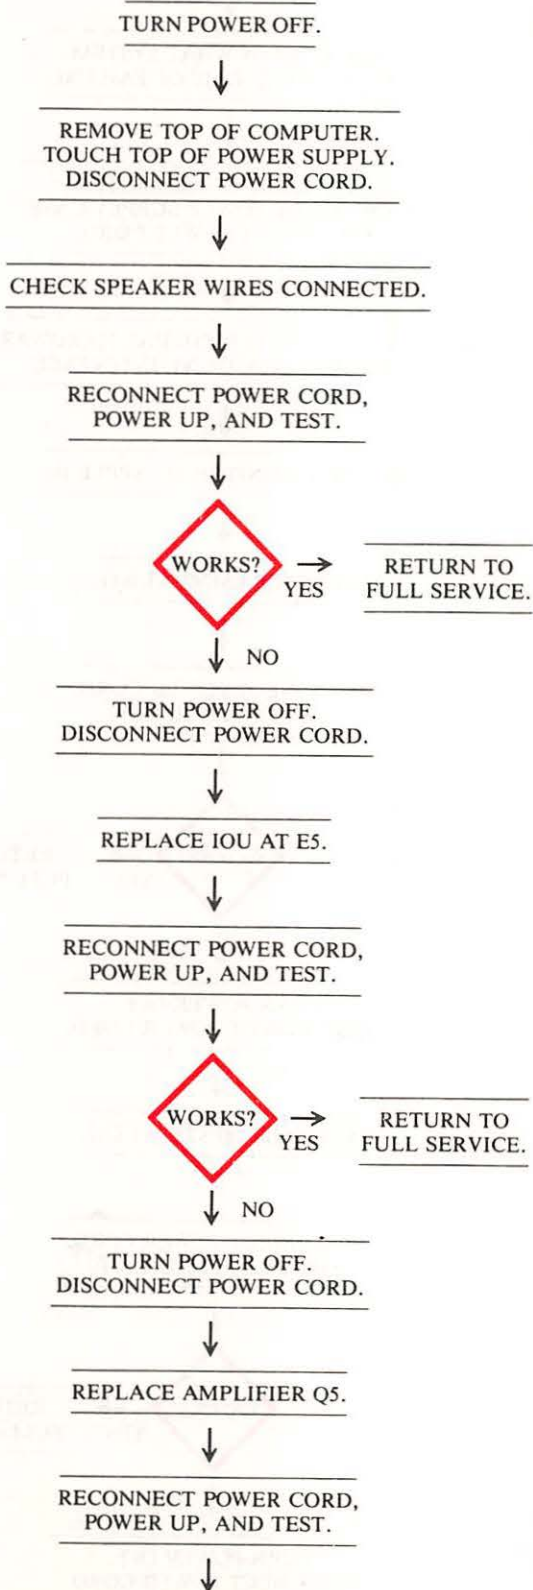 TURN POWER OFF.
REMOVE TOP OF COMPUTER.
TOUCH TOP OF POWER SUPPLY.
DISCONNECT POWER CORD.
CHECK SPEAKER WIRES CONNECTED.
RECONNECT POWER CORD,
POWER UP, AND TEST.
WORKS?
YES
RETURN TO
FULL SERVICE.
NO
TURN POWER OFF.
DISCONNECT POWER CORD.
REPLACE IOU AT E5.
RECONNECT POWER CORD,
POWER UP, AND TEST.
WORKS?
YES
RETURN TO
FULL SERVICE.
NO
TURN POWER OFF.
DISCONNECT POWER CORD.
REPLACE AMPLIFIER Q5.
RECONNECT POWER CORD,
POWER UP, AND TEST.